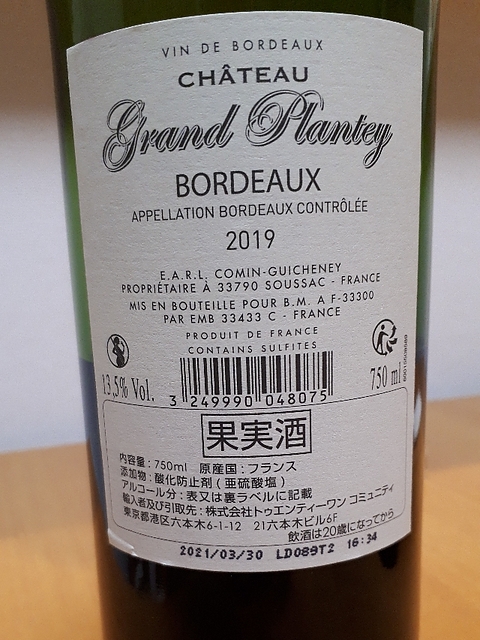 VIN DE BORDEAUX
CHÂTEAU
Grand Plantey
BORDEAUX
APPELLATION BORDEAUX CONTRÔLÉE
2019
E.A.R.L. COMIN-GUICHENEY
PROPRIÉTAIRE À 33790 SOUSSAC - FRANCE
MIS EN BOUTEILLE POUR B.M. A F-33300
PAR EMB 33433 C - FRANCE
PRODUIT DE FRANCE
CONTAINS SULFITES
13,5% Vol.
750 ml
3 249990 048075
果実酒
内容量:750ml 原産国:フランス
添加物:酸化防止剤(亜硫酸塩)
アルコール分:表又は裏ラベルに記載
輸入者及び引取先:株式会社トゥエンティーワン コミュニティ
東京都港区六本木6-1-12 21六本木ビル6F
飲酒は20歳になってから
2021/03/30 LD089T2 16:34